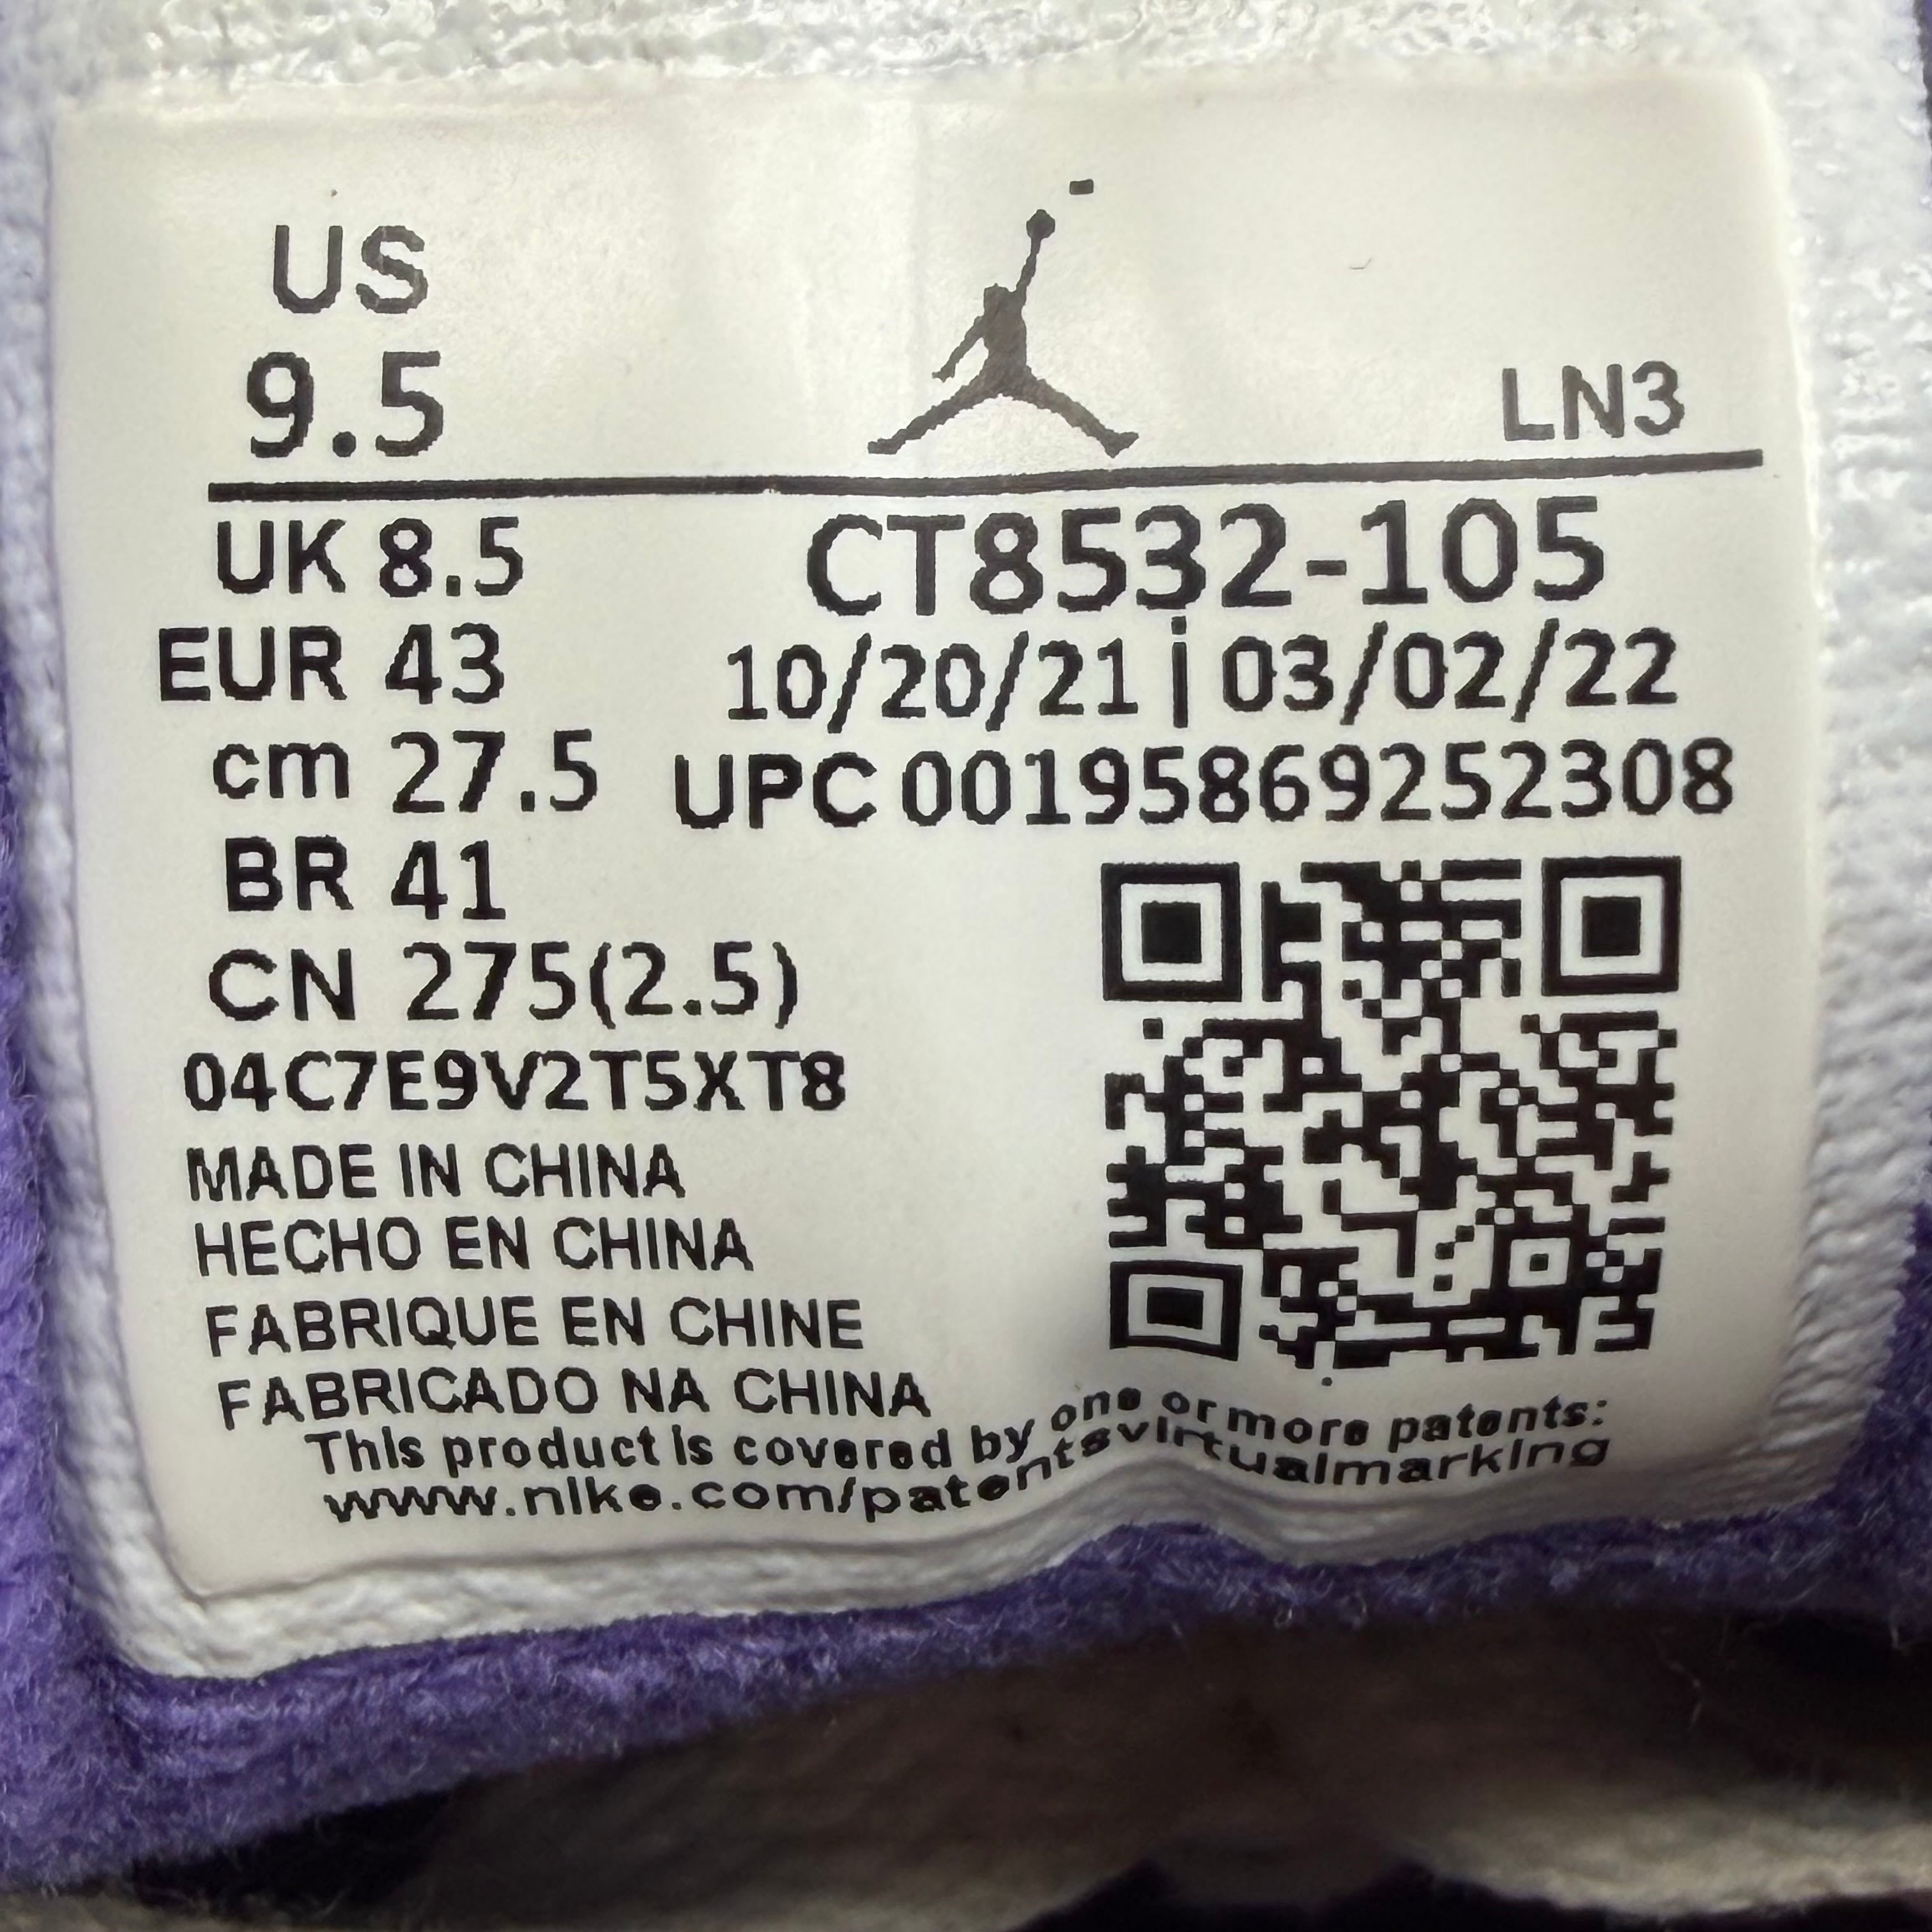 US
9.5
LN3
UK 8.5
CT8532-105
EUR 43
10/20/21 | 03/02/22
cm 27.5
UPC 00195869252308
BR 41
CN 275(2.5)
04C7E9V2T5XT8
MADE IN CHINA
HECHO EN CHINA
FABRIQUE EN CHINE
FABRICADO NA CHINA
This product is covered by one or more patents:
www.nike.com/patentsvirtualmarking